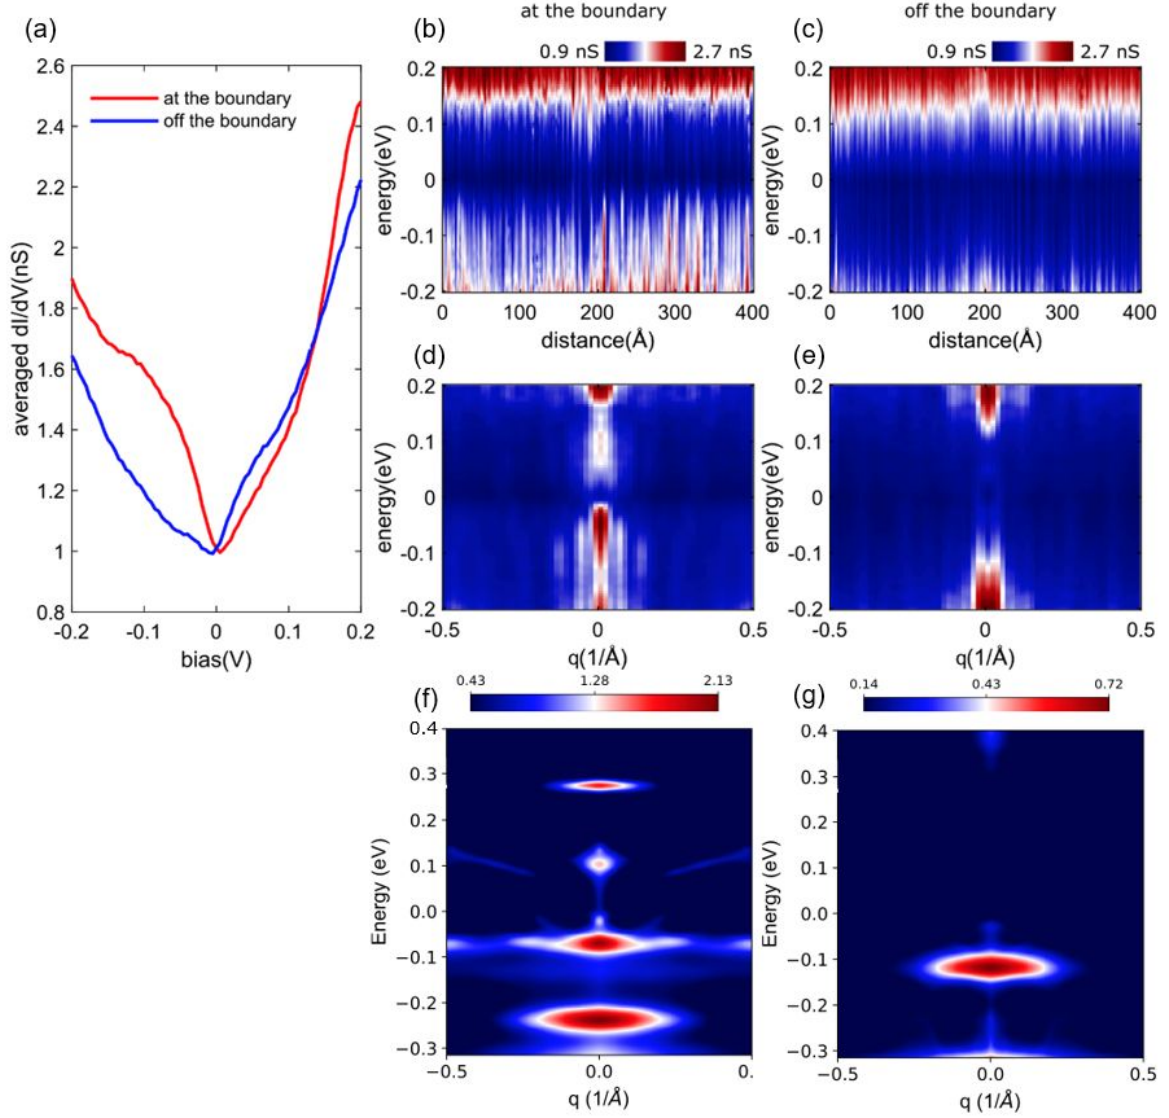 (a)
2.6
2.4
2.2
2
1.8
1.6
1.4
1.2
1
0.8
averaged dI/dV(nS)
at the boundary
off the boundary
-0.2 -0.1 0 0.1 0.2
bias(V)
at the boundary
(b)
0.9 nS 2.7 nS
0.2
0.1
0
-0.1
-0.2
energy(eV)
0 100 200 300 400
distance(Å)
off the boundary
(c)
0.9 nS 2.7 nS
0.2
0.1
0
-0.1
-0.2
energy(eV)
0 100 200 300 400
distance(Å)
(d)
0.2
0.1
0
-0.1
-0.2
energy(eV)
-0.5 0 0.5
q(1/Å)
(e)
0.2
0.1
0
-0.1
-0.2
energy(eV)
-0.5 0 0.5
q(1/Å)
(f)
0.43 1.28 2.13
0.4
0.3
0.2
0.1
0.0
−0.1
−0.2
−0.3
Energy (eV)
−0.5 0.0 0.
q (1/Å)
(g)
0.14 0.43 0.72
0.4
0.3
0.2
0.1
0.0
−0.1
−0.2
−0.3
Energy (eV)
−0.5 0.0 0.5
q (1/Å)